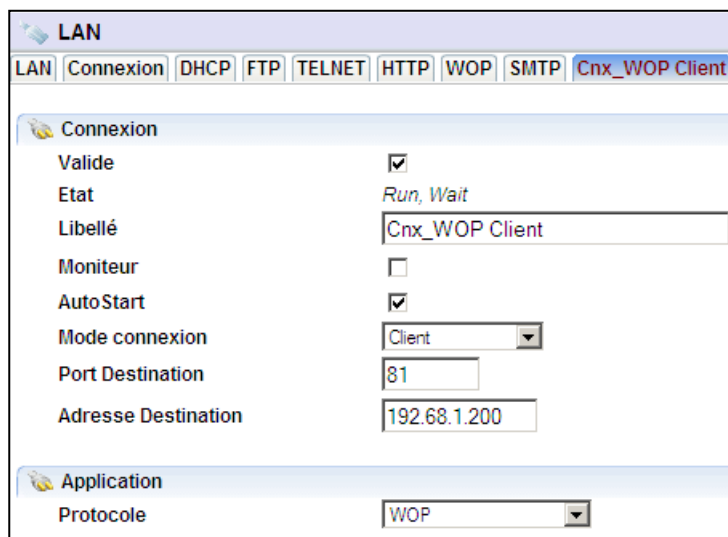 LAN
LAN Connexion DHCP FTP TELNET HTTP WOP SMTP Cnx_WOP Client
Connexion
Valide
Etat Run, Wait
Libellé Cnx_WOP Client
Moniteur
AutoStart
Mode connexion Client
Port Destination 81
Adresse Destination 192.68.1.200
Application
Protocole WOP